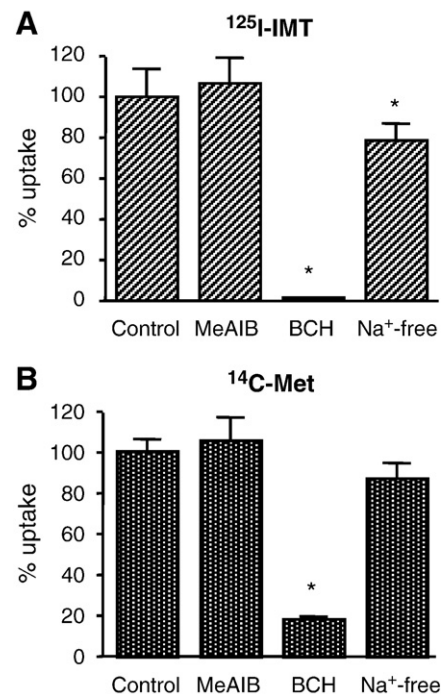 A
¹²⁵I-IMT
120
100
80
60
40
20
0
% uptake
*
*
Control MeAIB BCH Na⁺-free
B
¹⁴C-Met
120
100
80
60
40
20
0
% uptake
*
Control MeAIB BCH Na⁺-free